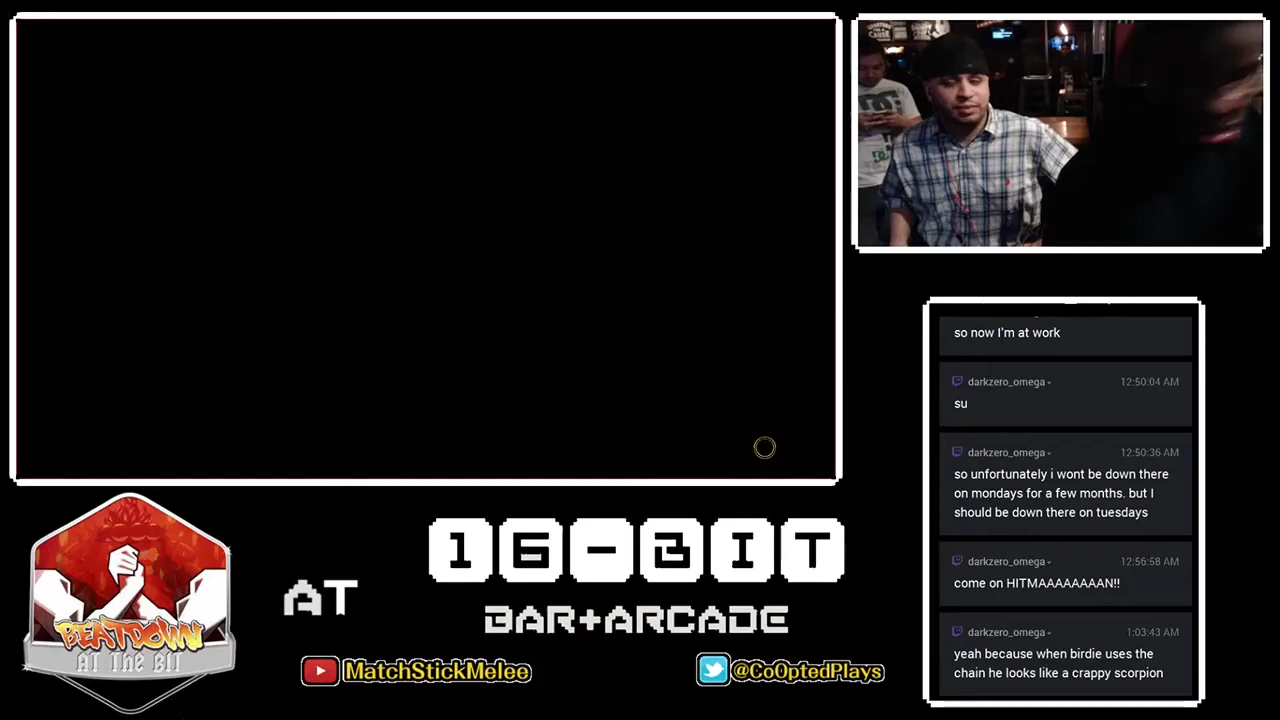 so now I'm at work
darkzero_omega
12:50:04 AM
su
darkzero_omega
12:50:36 AM
so unfortunately i wont be down there
on mondays for a few months. but I
should be down there on tuesdays
darkzero_omega
12:56:58 AM
come on HITMAAAAAAAAN!!
darkzero_omega
1:03:43 AM
yeah because when birdie uses the
chain he looks like a crappy scorpion
BEATDOWN
AT THE BIT
AT
16-BIT
BAR+ARCADE
MatchStickMelee
@CoOptedPlays